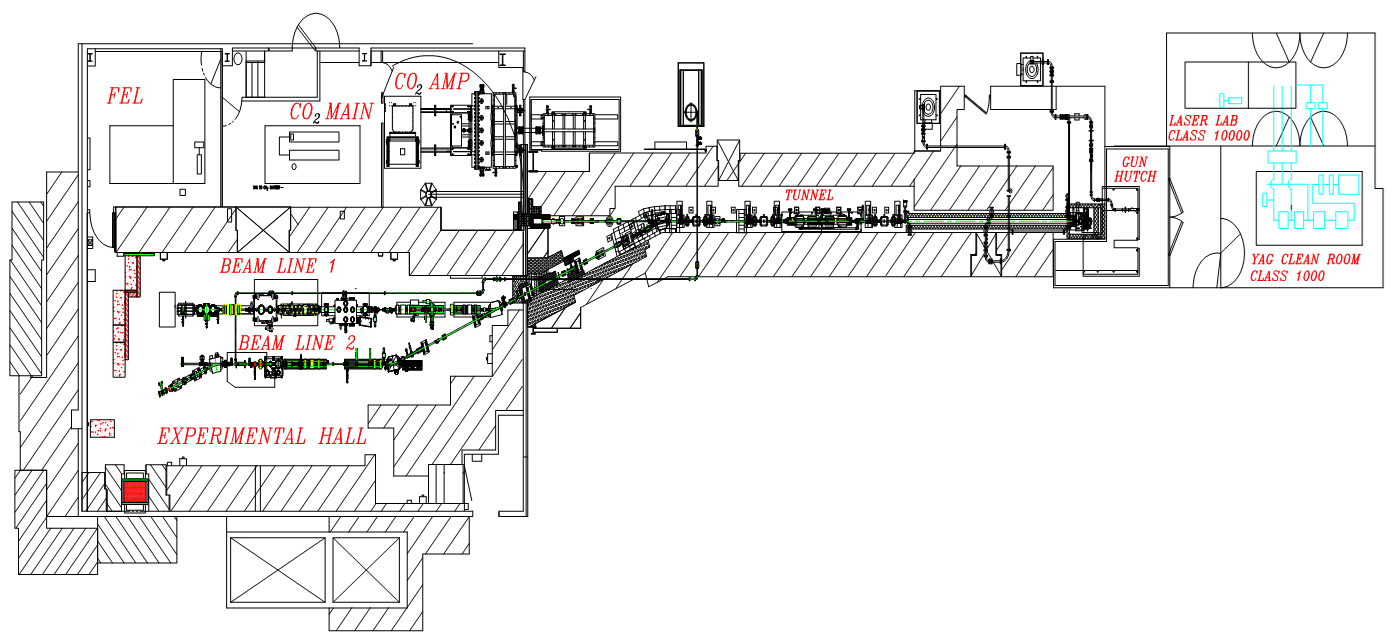 FEL
CO2 MAIN
CO2 AMP
LASER LAB
CLASS 10000
GUN
HUTCH
TUNNEL
YAG CLEAN ROOM
CLASS 1000
BEAM LINE 1
BEAM LINE 2
EXPERIMENTAL HALL